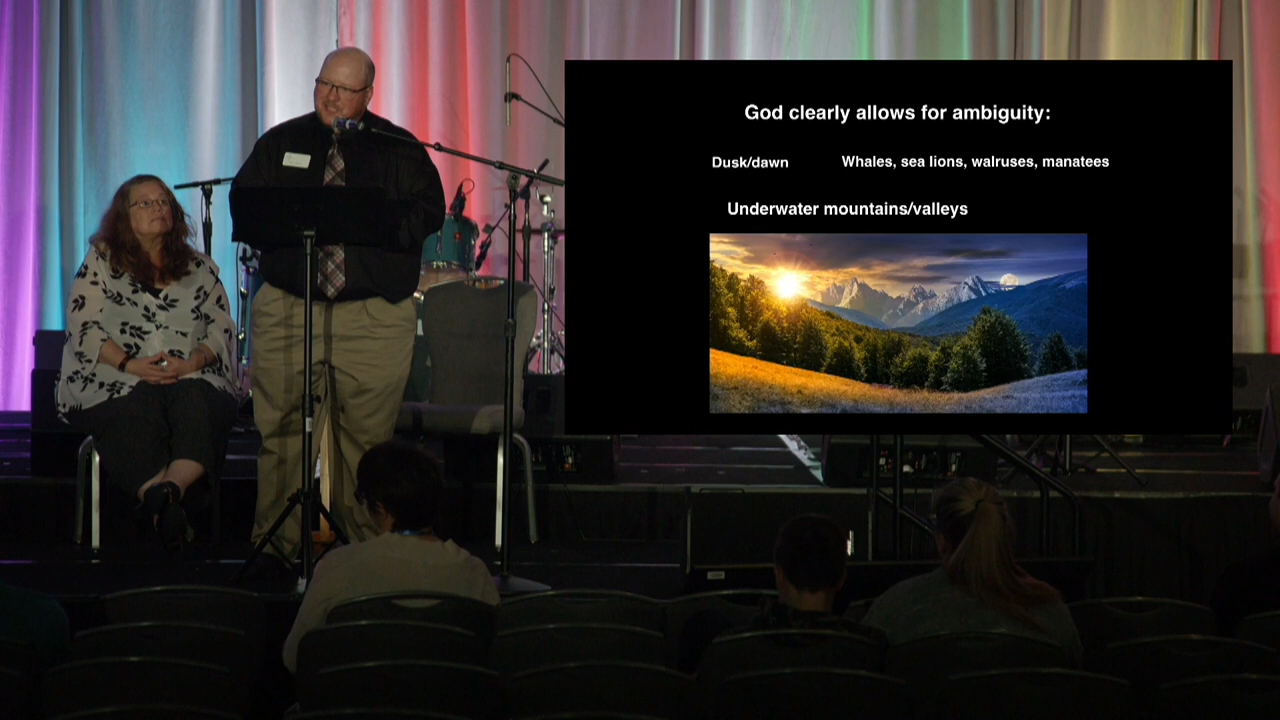 God clearly allows for ambiguity:
Dusk/dawn Whales, sea lions, walruses, manatees
Underwater mountains/valleys